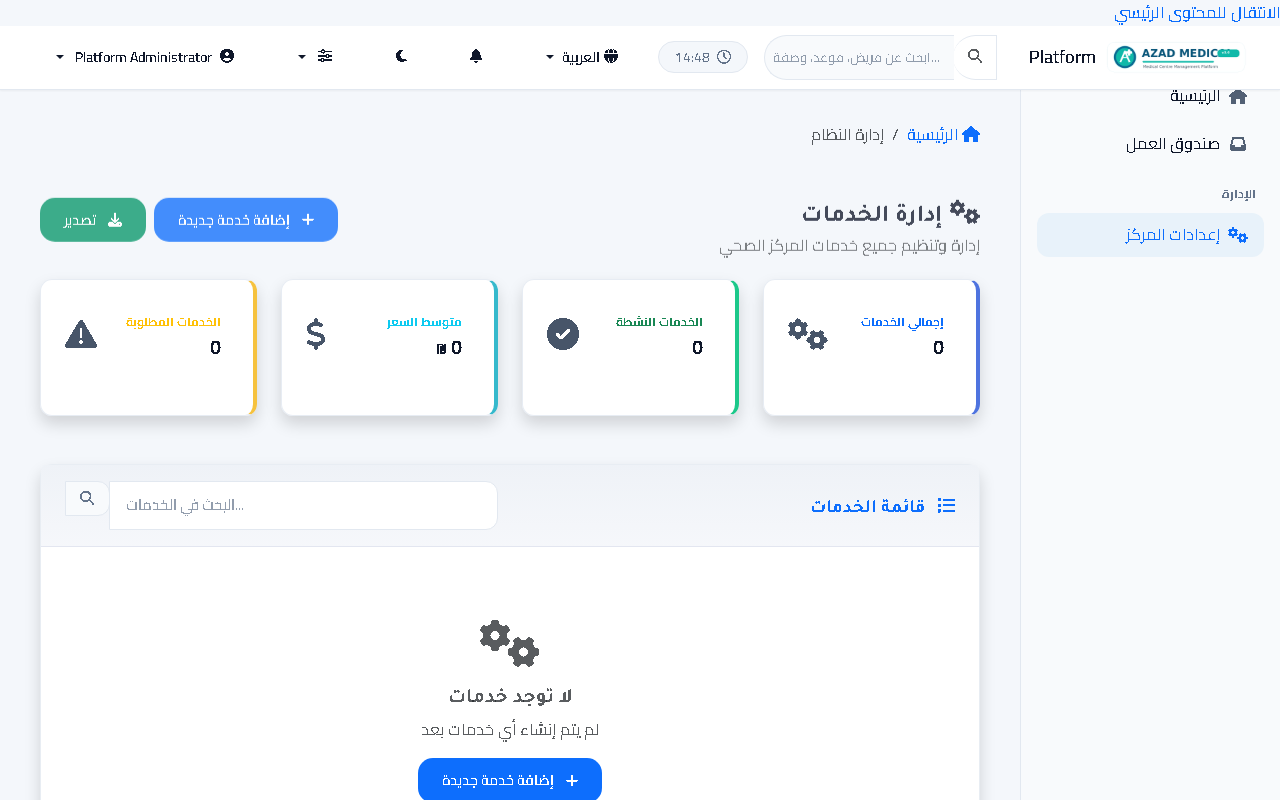 الانتقال للمحتوى الرئيسي
AZAD MEDIC
Medical Centre Management Platform
Platform
ابحث عن مريض، موعد، وصفة...
14:48
العربية
Platform Administrator
الرئيسية
صندوق العمل
الإدارة
إعدادات المركز
الرئيسية / إدارة النظام
إدارة الخدمات
إدارة وتنظيم جميع خدمات المركز الصحي
إضافة خدمة جديدة
تصدير
إجمالي الخدمات
0
الخدمات النشطة
0
متوسط السعر
0 ₪
الخدمات المطلوبة
0
قائمة الخدمات
البحث في الخدمات...
لا توجد خدمات
لم يتم إنشاء أي خدمات بعد
إضافة خدمة جديدة